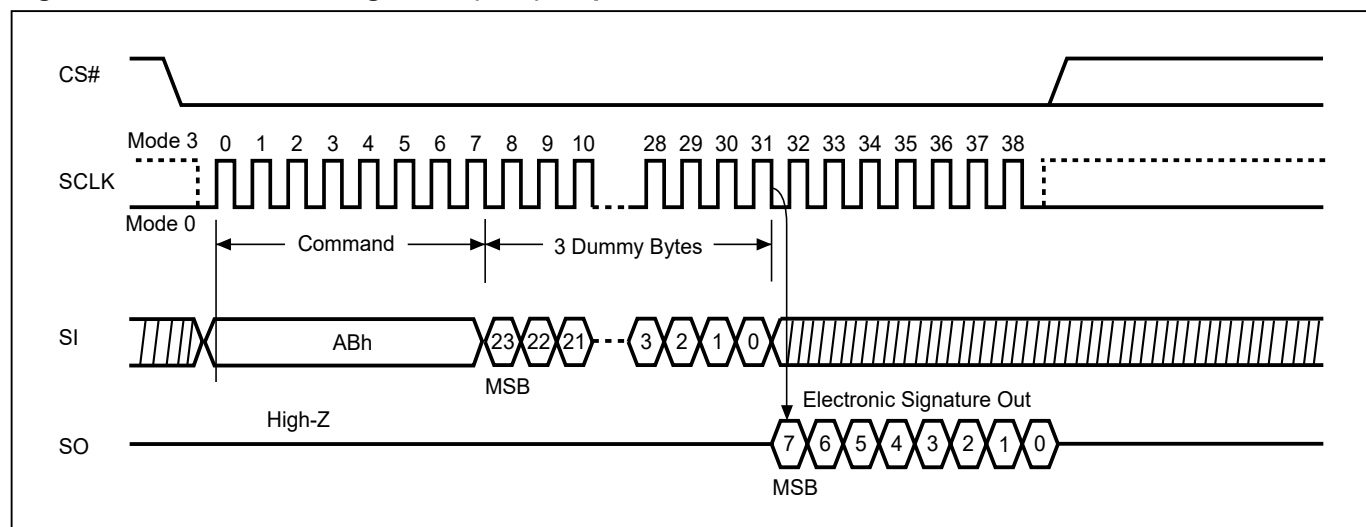 CS#
Mode 3
0 1 2 3 4 5 6 7 8 9 10 28 29 30 31 32 33 34 35 36 37 38
SCLK
Mode 0
Command
3 Dummy Bytes
SI
ABh
23 22 21 3 2 1 0
MSB
Electronic Signature Out
High-Z
SO
7 6 5 4 3 2 1 0
MSB